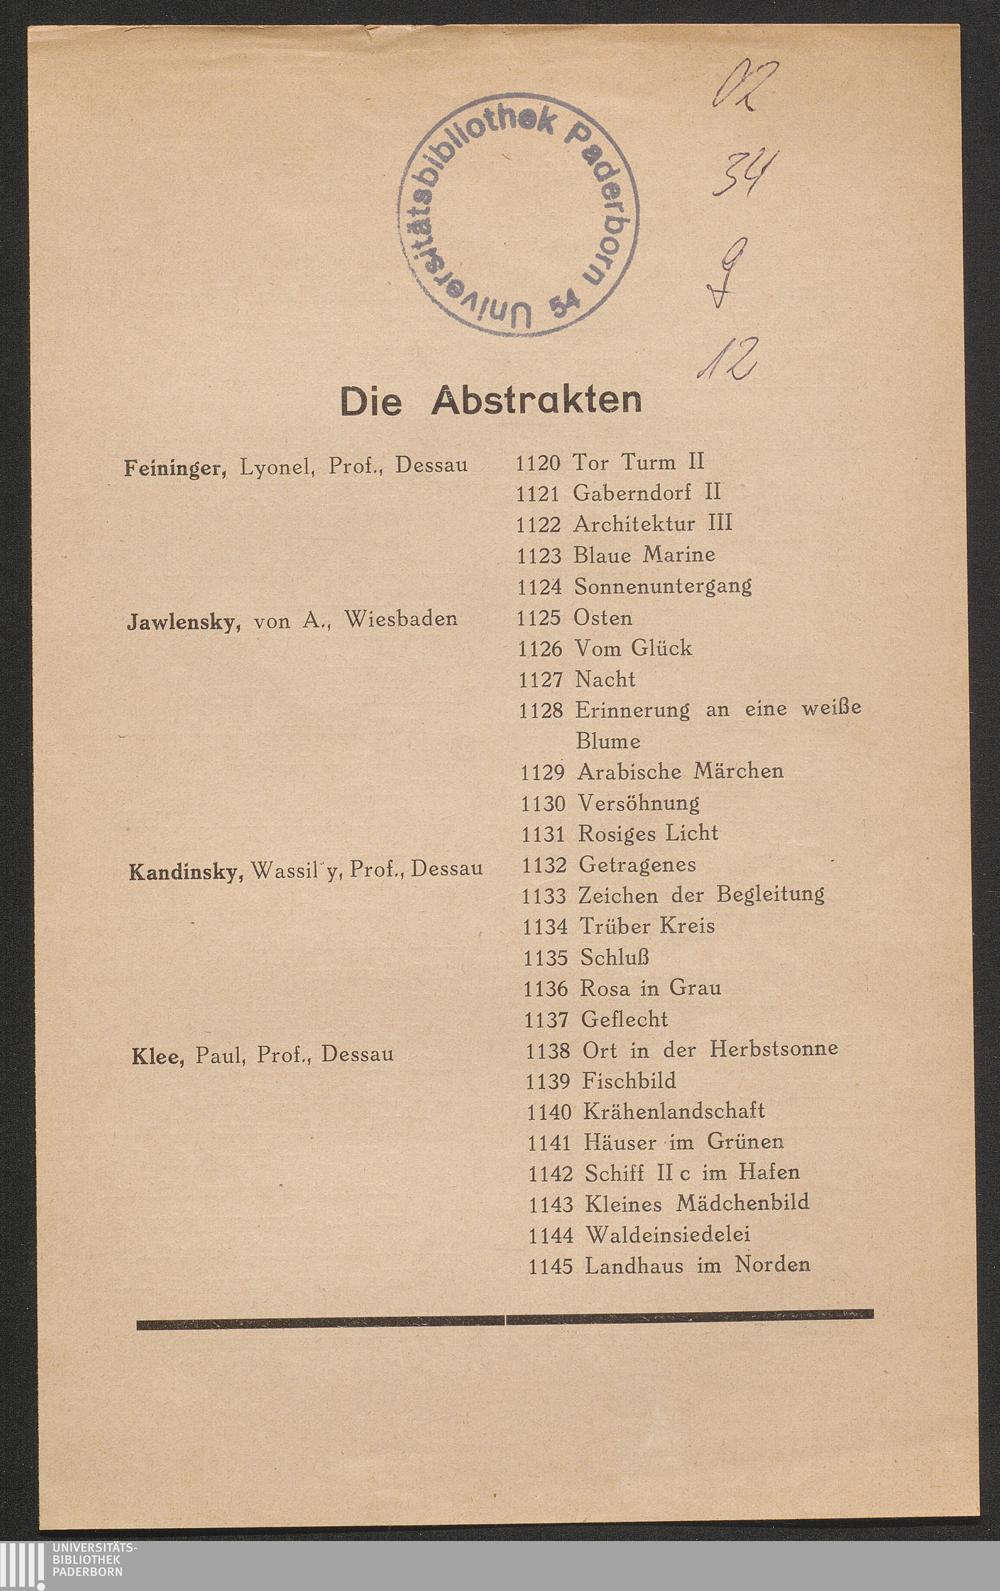 02
34
9
12
Universitätsbibliothek Paderborn
54
Die Abstrakten
Feininger, Lyonel, Prof., Dessau 1120 Tor Turm II
1121 Gaberndorf II
1122 Architektur III
1123 Blaue Marine
1124 Sonnenuntergang
Jawlensky, von A., Wiesbaden 1125 Osten
1126 Vom Glück
1127 Nacht
1128 Erinnerung an eine weiße
Blume
1129 Arabische Märchen
1130 Versöhnung
1131 Rosiges Licht
Kandinsky, Wassil´y, Prof., Dessau 1132 Getragenes
1133 Zeichen der Begleitung
1134 Trüber Kreis
1135 Schluß
1136 Rosa in Grau
1137 Geflecht
Klee, Paul, Prof., Dessau 1138 Ort in der Herbstsonne
1139 Fischbild
1140 Krähenlandschaft
1141 Häuser im Grünen
1142 Schiff II c im Hafen
1143 Kleines Mädchenbild
1144 Waldeinsiedelei
1145 Landhaus im Norden
UNIVERSITÄTS-
BIBLIOTHEK
PADERBORN